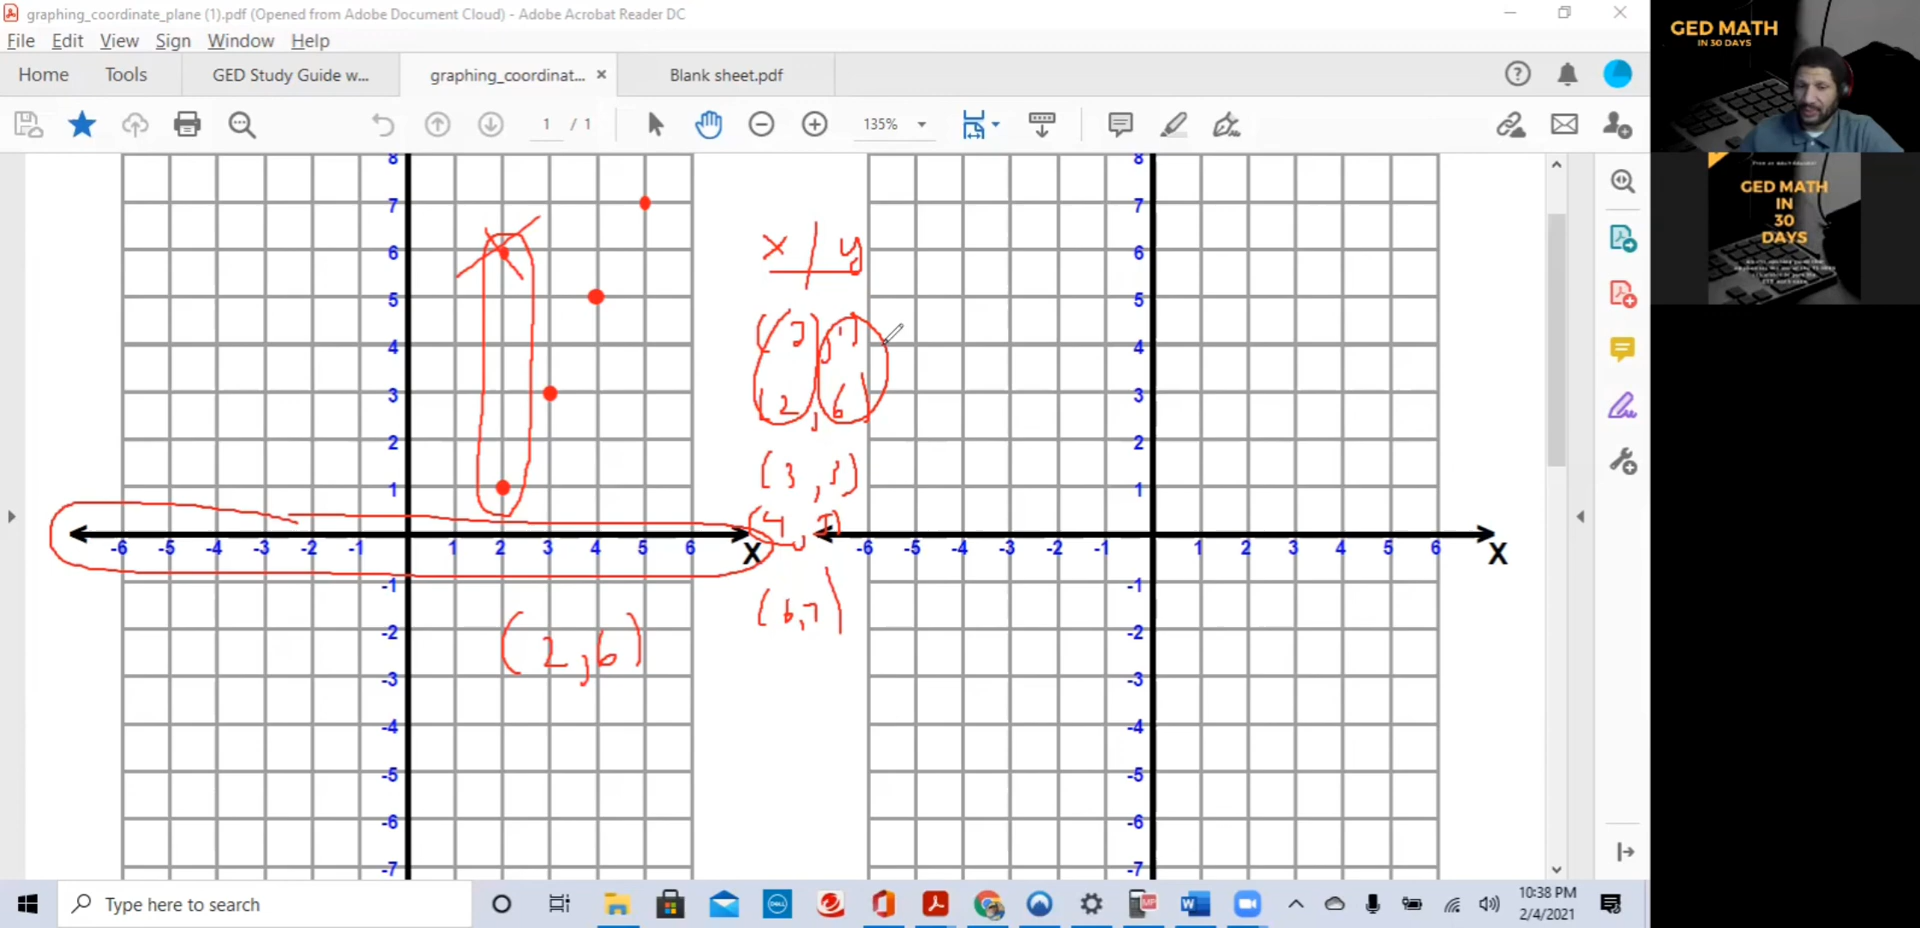 graphing_coordinate_plane (1).pdf (Opened from Adobe Document Cloud) - Adobe Acrobat Reader DC
File Edit View Sign Window Help
Home Tools GED Study Guide w... graphing_coordinat... × Blank sheet.pdf
1 / 1 135%
GED MATH
IN 30 DAYS
GED MATH
IN
30
DAYS
8
7
6
5
4
3
2
1
-6 -5 -4 -3 -2 -1 1 2 3 4 5 6 X
-1
-2
-3
-4
-5
-6
-7
(2,6)
x y
(2,6)
(3,3)
(6,7)
8
7
6
5
4
3
2
1
-6 -5 -4 -3 -2 -1 1 2 3 4 5 6 X
-1
-2
-3
-4
-5
-6
-7
Type here to search
DELL
10:38 PM
2/4/2021